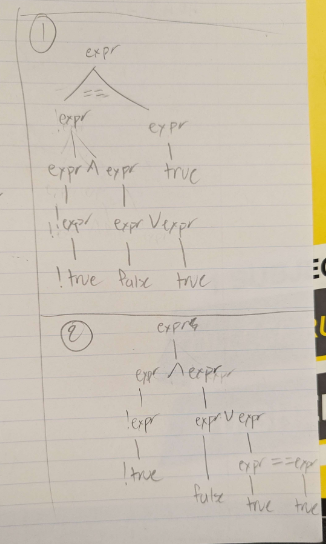 1
expr
==
expr expr
expr ∧ expr true
!expr expr ∨ expr
!true false true
2
expr
expr ∧ expr
!expr expr ∨ expr
!true expr == expr
false true true